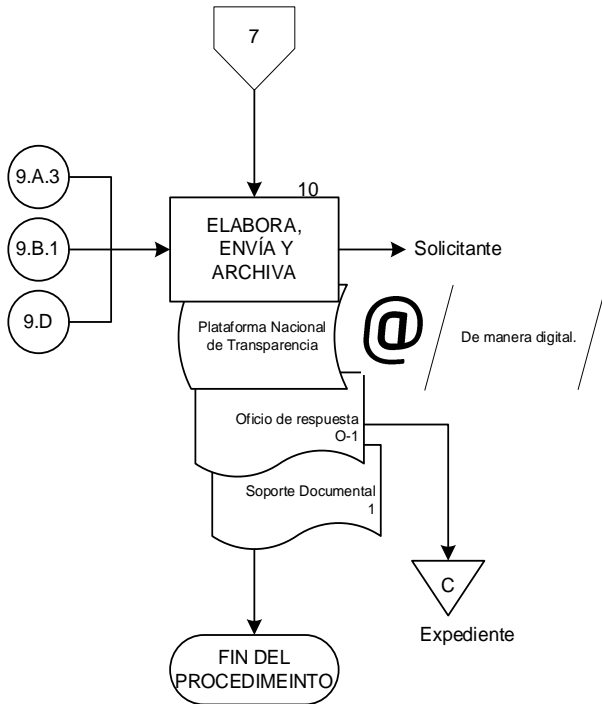 7
9.A.3
9.B.1
9.D
10
ELABORA,
ENVÍA Y
ARCHIVA
Solicitante
Plataforma Nacional
de Transparencia
@
De manera digital.
Oficio de respuesta
O-1
Soporte Documental
1
C
Expediente
FIN DEL
PROCEDIMEINTO